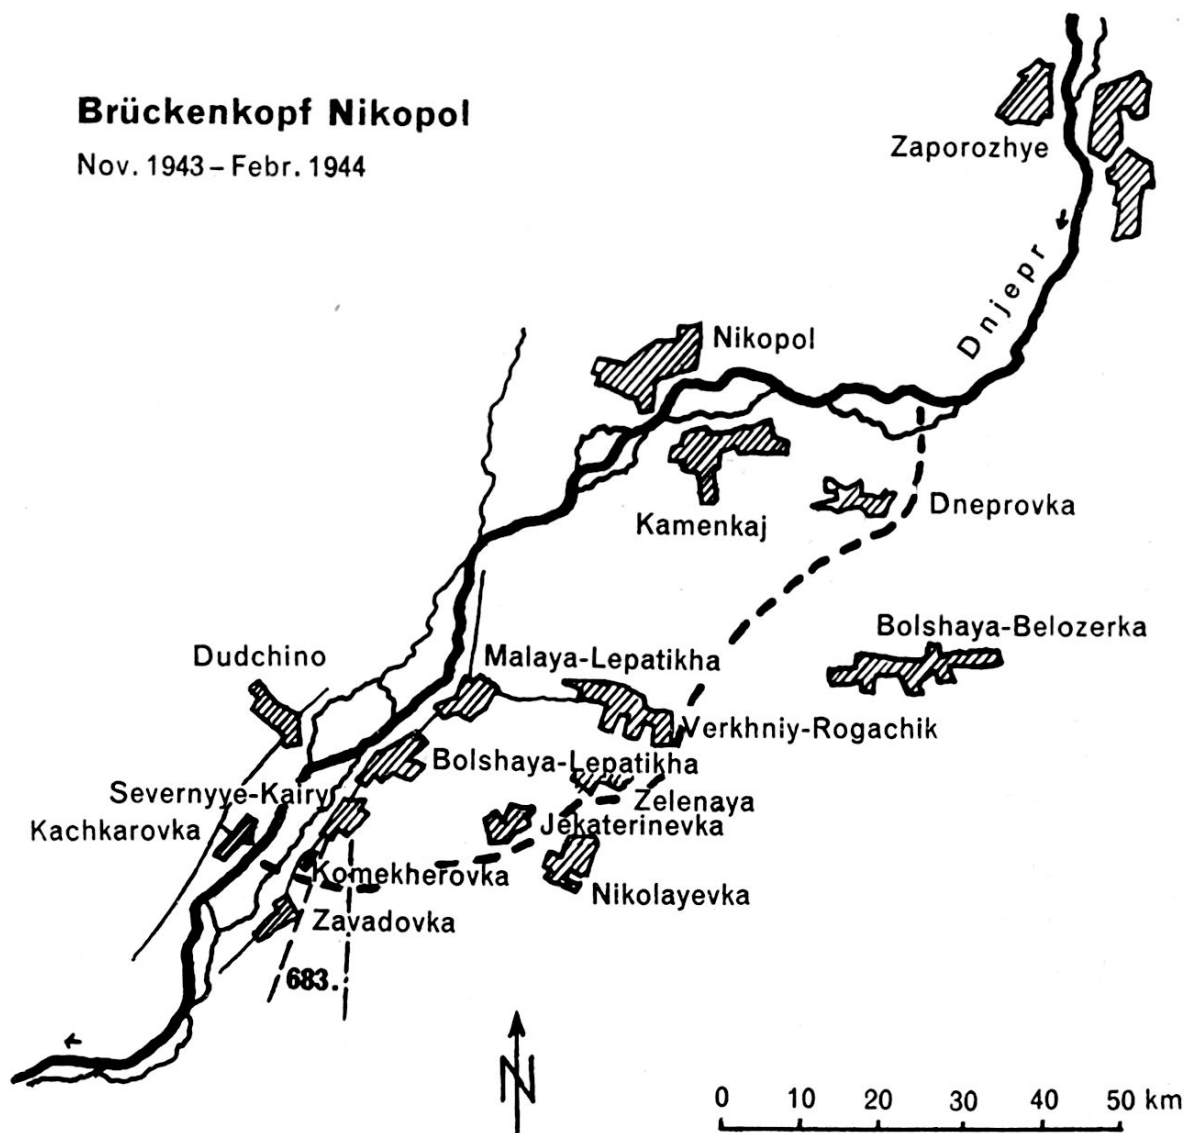 Brückenkopf Nikopol
Nov. 1943 – Febr. 1944
Zaporozhye
Dnjepr
Nikopol
Kamenkaj
Dneprovka
Bolshaya-Belozerka
Dudchino
Malaya-Lepatikha
Verkhniy-Rogachik
Bolshaya-Lepatikha
Severnyye-Kairy
Zelenaya
Kachkarovka
Jekaterinevka
Komekherovka
Nikolayevka
Zavadovka
683.
N
0 10 20 30 40 50 km